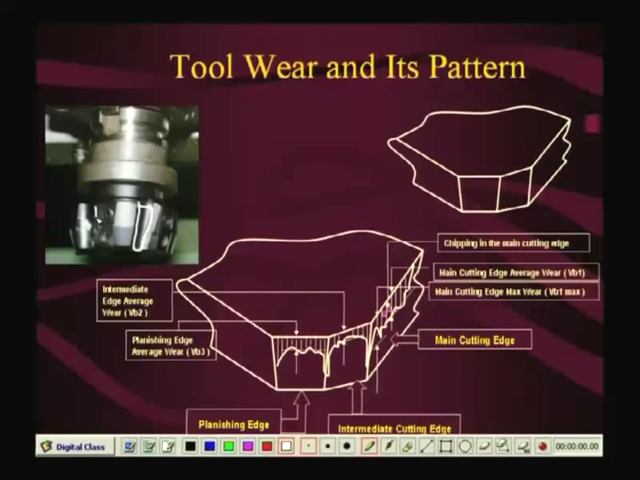 Tool Wear and Its Pattern
Chipping in the main cutting edge
Main Cutting Edge Average Wear ( Vb1)
Main Cutting Edge Max Wear ( Vb1 max )
Intermediate
Edge Average
Wear ( Vb2 )
Planishing Edge
Average Wear ( Vb3 )
Main Cutting Edge
Planishing Edge
Intermediate Cutting Edge
Digital Class
00:00:00.00